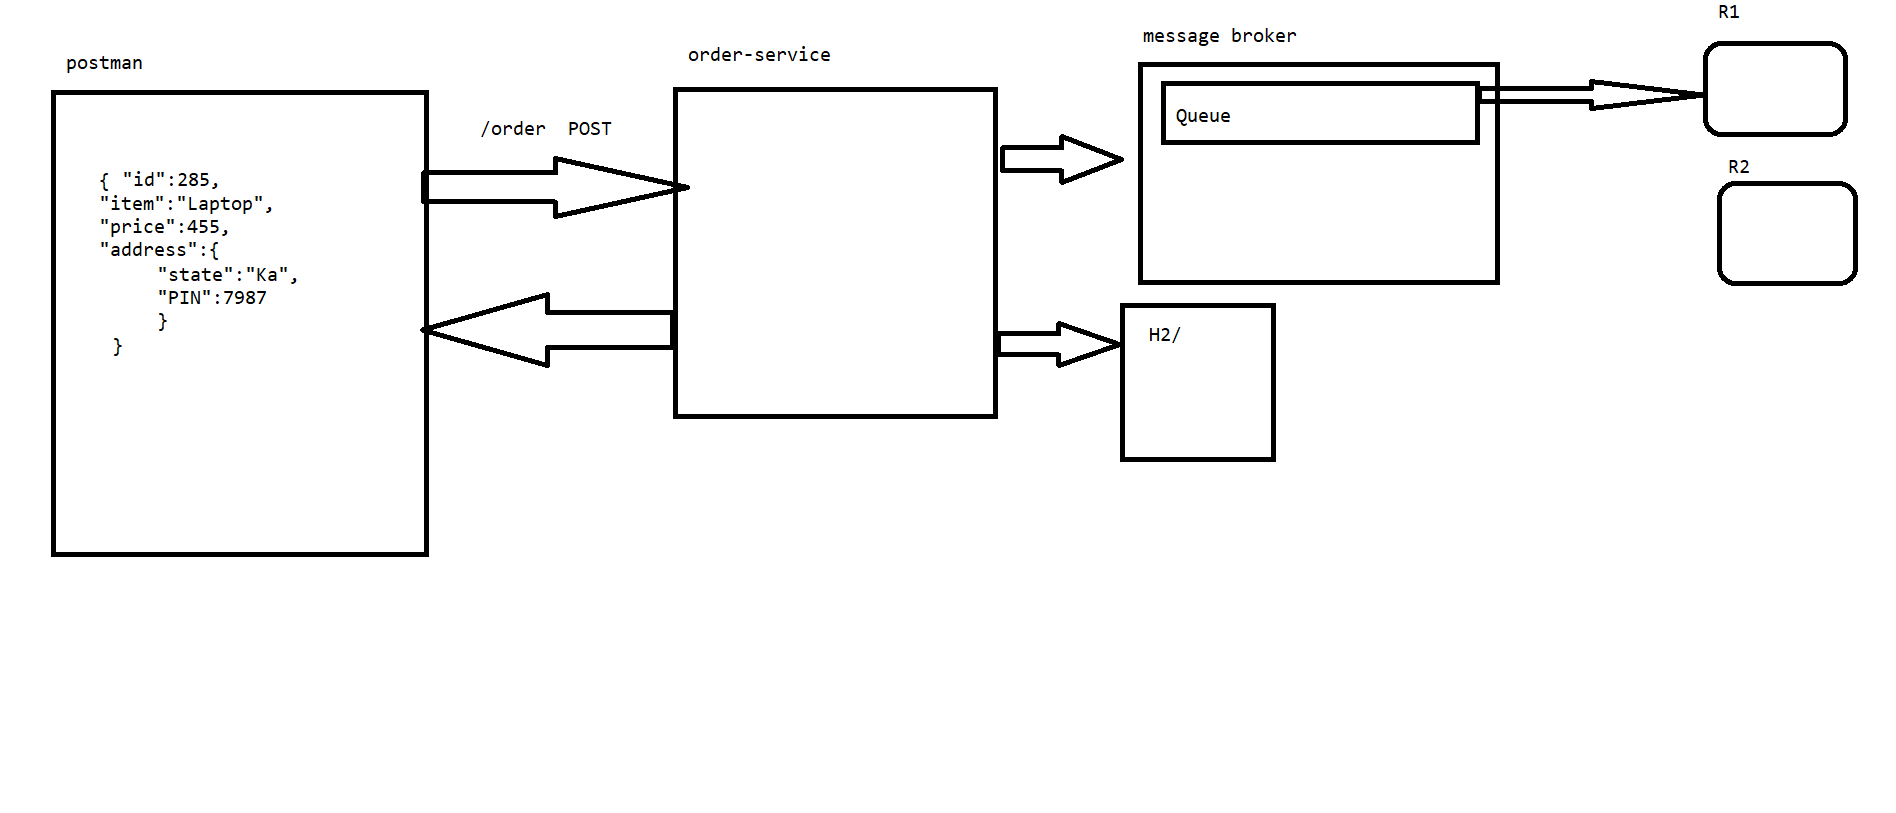 postman
{ "id":285,
"item":"Laptop",
"price":455,
"address":{
"state":"Ka",
"PIN":7987
}
}
/order  POST
order-service
message broker
Queue
H2/
R1
R2